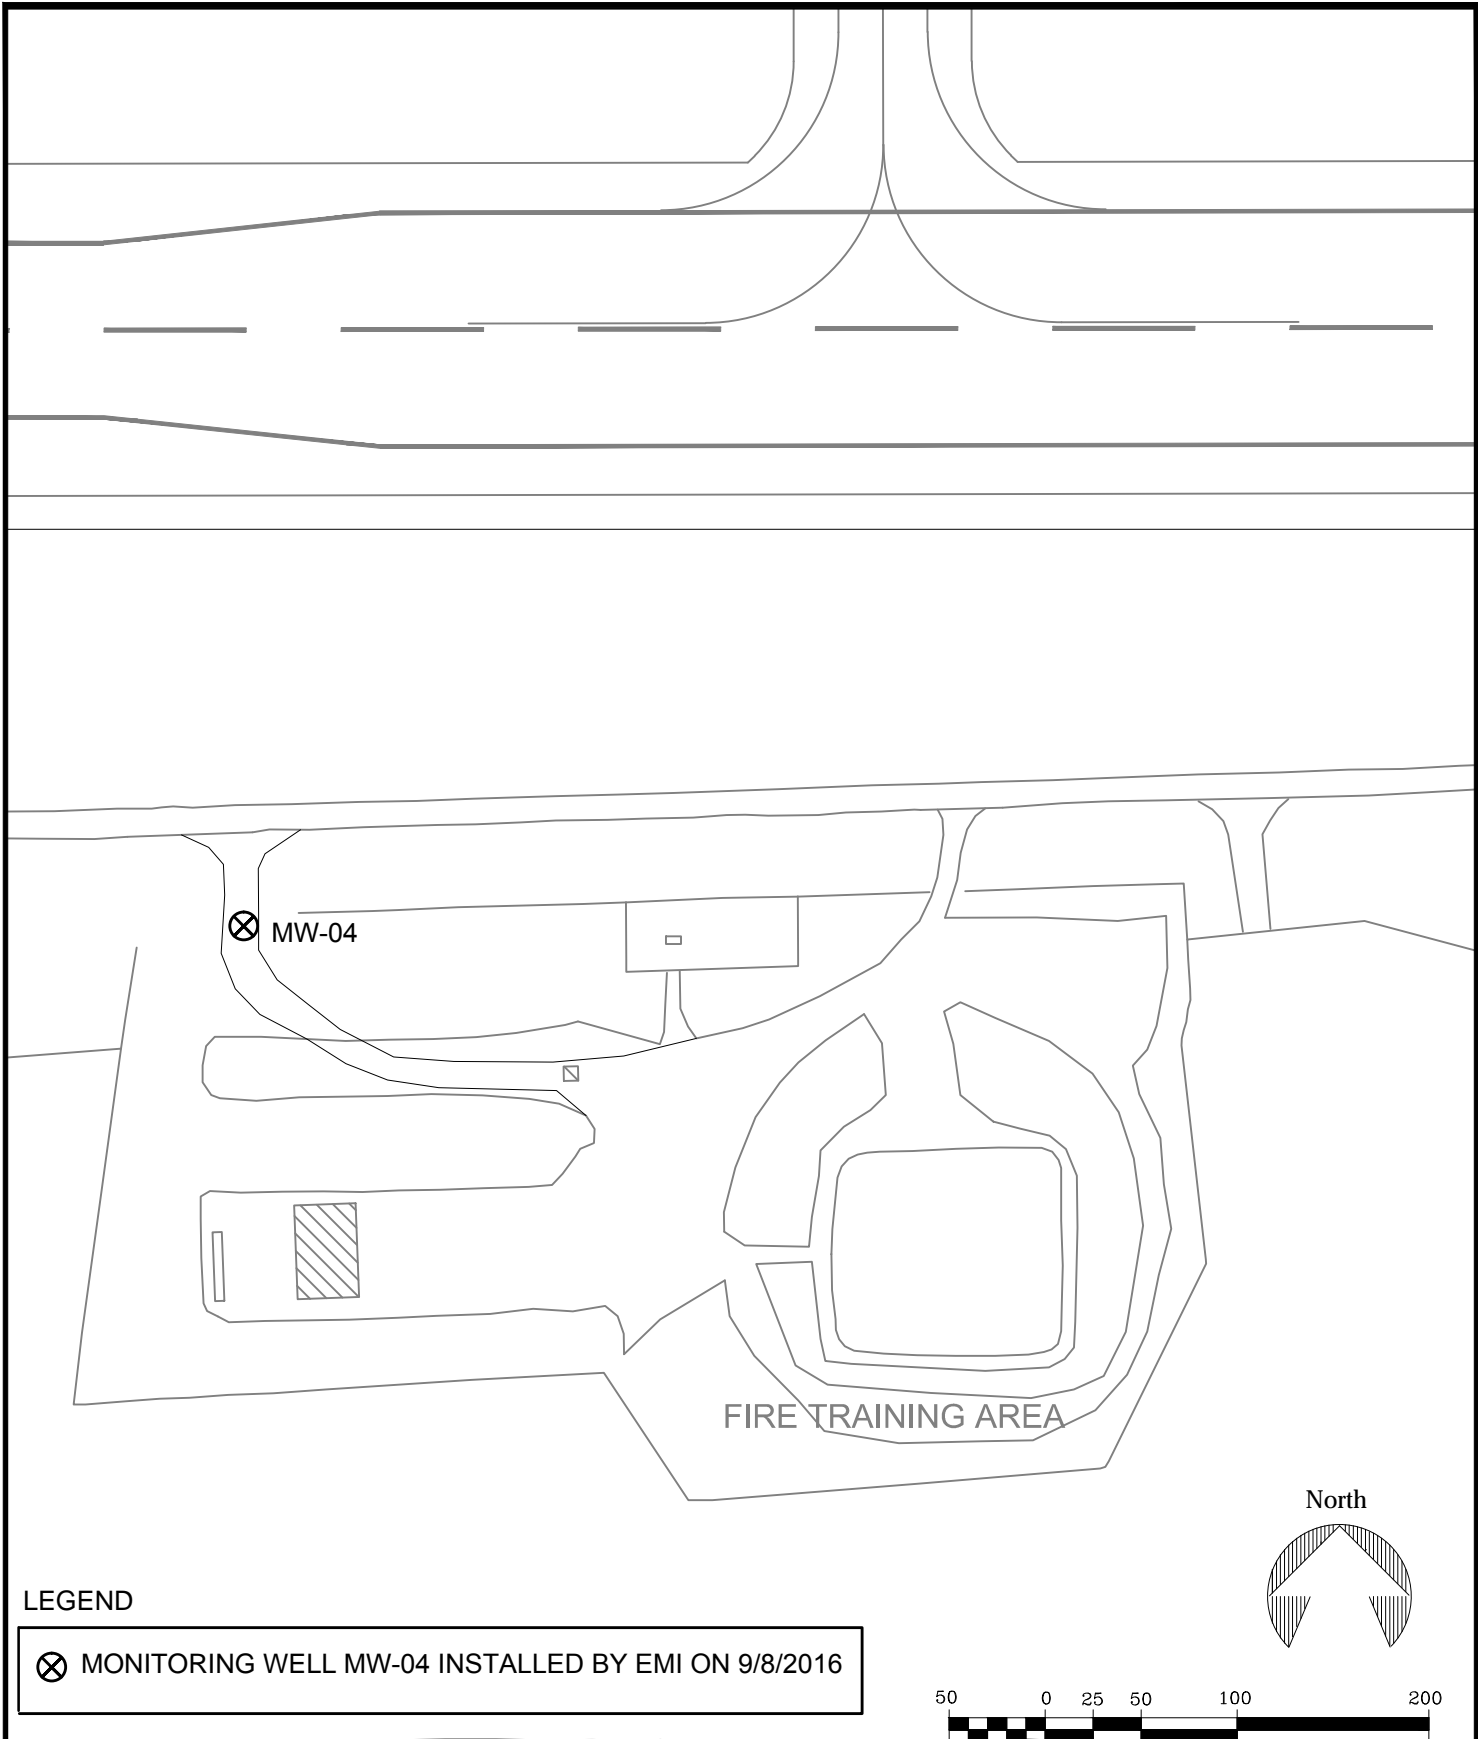 MW-04
FIRE TRAINING AREA
North
LEGEND
MONITORING WELL MW-04 INSTALLED BY EMI ON 9/8/2016
50 0 25 50 100 200